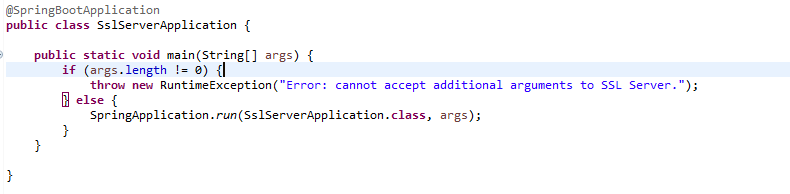 @SpringBootApplication
public class SslServerApplication {
public static void main(String[] args) {
if (args.length != 0) {
throw new RuntimeException("Error: cannot accept additional arguments to SSL Server.");
} else {
SpringApplication.run(SslServerApplication.class, args);
}
}
}